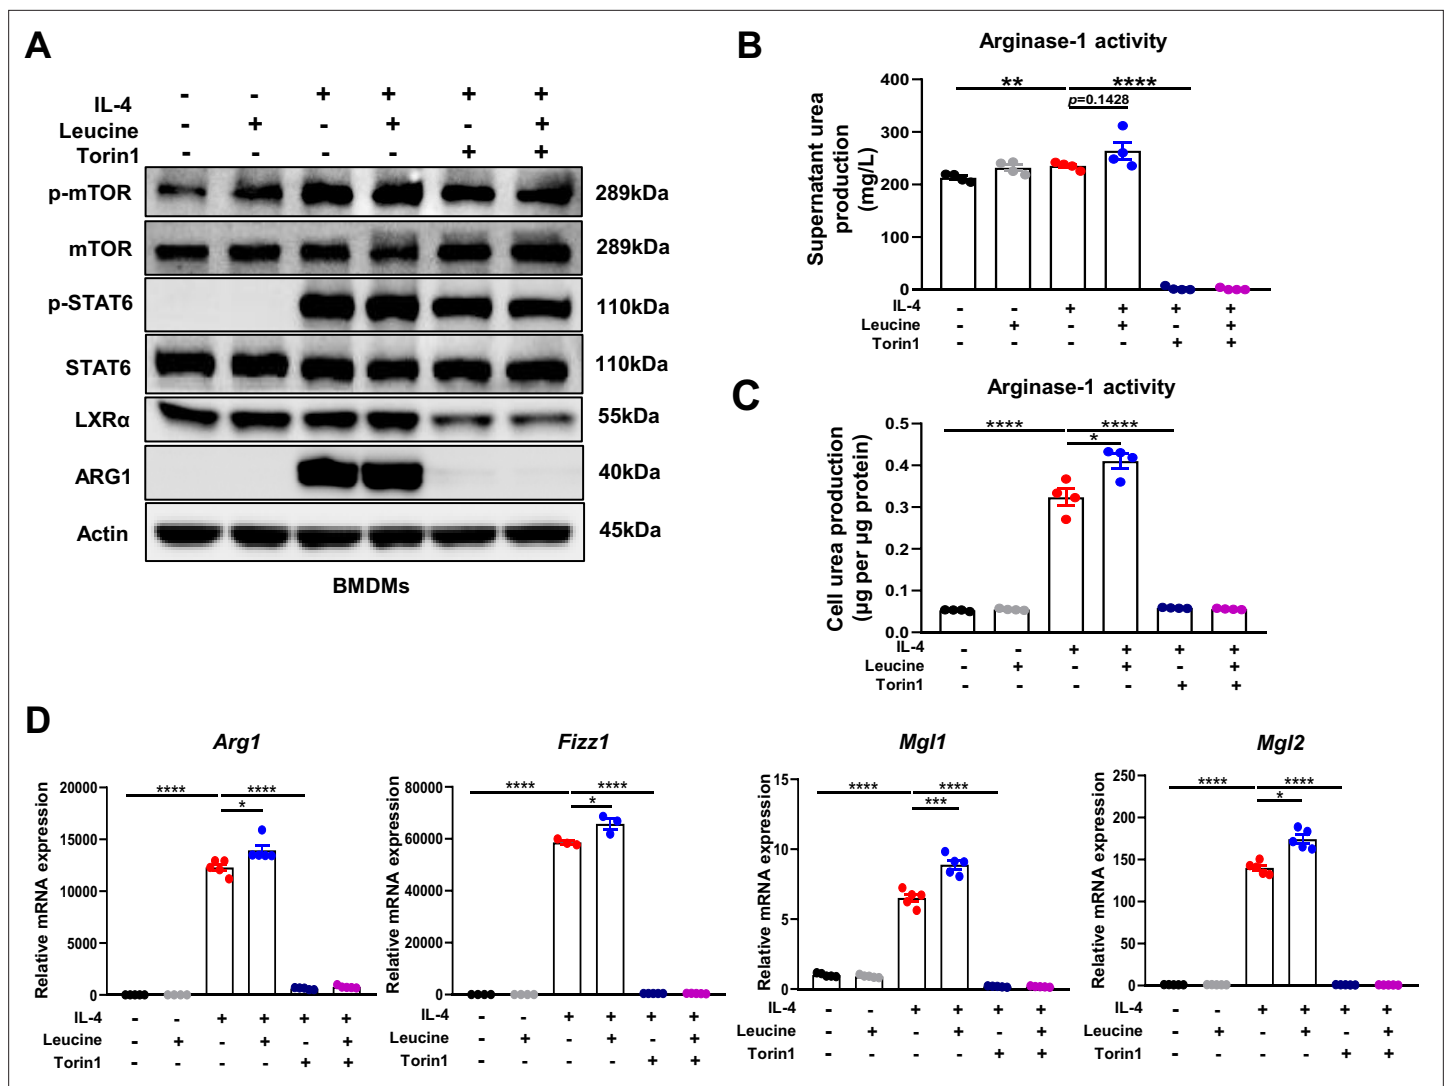 A
IL-4 - - + + + +
Leucine - + - + - +
Torin1 - - - - + +
p-mTOR 289kDa
mTOR 289kDa
p-STAT6 110kDa
STAT6 110kDa
LXRα 55kDa
ARG1 40kDa
Actin 45kDa
BMDMs
B
Arginase-1 activity
Supernatant urea
production
(mg/L)
400
300
200
100
0
** ****
p=0.1428
IL-4 - - + + + +
Leucine - + - + - +
Torin1 - - - - + +
C
Arginase-1 activity
Cell urea production
(µg per µg protein)
0.5
0.4
0.3
0.2
0.1
0.0
**** ****
*
IL-4 - - + + + +
Leucine - + - + - +
Torin1 - - - - + +
D
Arg1
Relative mRNA expression
20000
15000
10000
5000
0
**** ****
*
IL-4 - - + + + +
Leucine - + - + - +
Torin1 - - - - + +
Fizz1
Relative mRNA expression
80000
60000
40000
20000
0
**** ****
*
- - + + + +
- + - + - +
- - - - + +
Mgl1
Relative mRNA expression
15
10
5
0
**** ****
***
IL-4 - - + + + +
Leucine - + - + - +
Torin1 - - - - + +
Mgl2
Relative mRNA expression
250
200
150
100
50
0
**** ****
*
IL-4 - - + + + +
Leucine - + - + - +
Torin1 - - - - + +